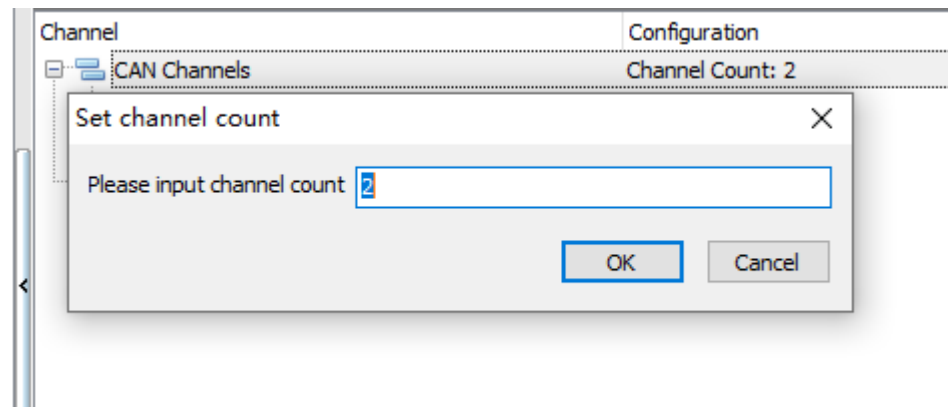 Channel Configuration
CAN Channels Channel Count: 2
Set channel count
Please input channel count 2
OK Cancel